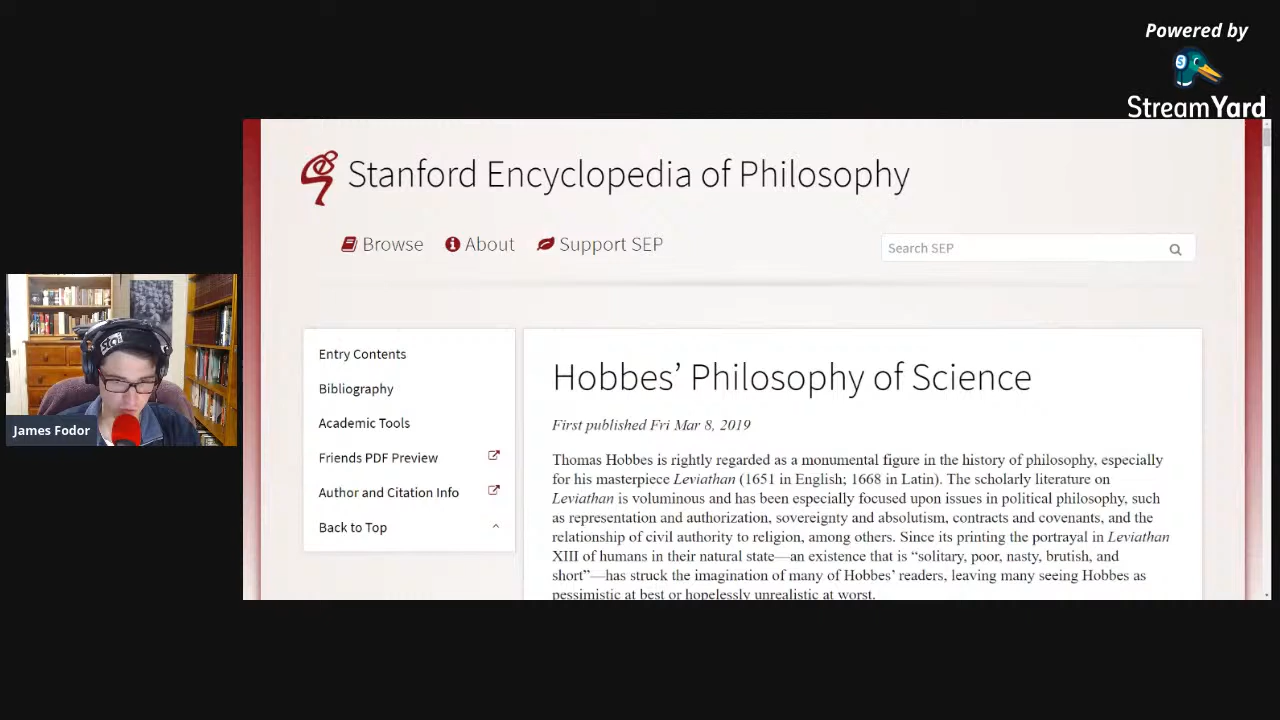 Powered by
StreamYard
Stanford Encyclopedia of Philosophy
Browse
About
Support SEP
Search SEP
Entry Contents
Bibliography
Academic Tools
Friends PDF Preview
Author and Citation Info
Back to Top
Hobbes’ Philosophy of Science
First published Fri Mar 8, 2019
Thomas Hobbes is rightly regarded as a monumental figure in the history of philosophy, especially
for his masterpiece Leviathan (1651 in English; 1668 in Latin). The scholarly literature on
Leviathan is voluminous and has been especially focused upon issues in political philosophy, such
as representation and authorization, sovereignty and absolutism, contracts and covenants, and the
relationship of civil authority to religion, among others. Since its printing the portrayal in Leviathan
XIII of humans in their natural state—an existence that is “solitary, poor, nasty, brutish, and
short”—has struck the imagination of many of Hobbes’ readers, leaving many seeing Hobbes as
pessimistic at best or hopelessly unrealistic at worst.
James Fodor